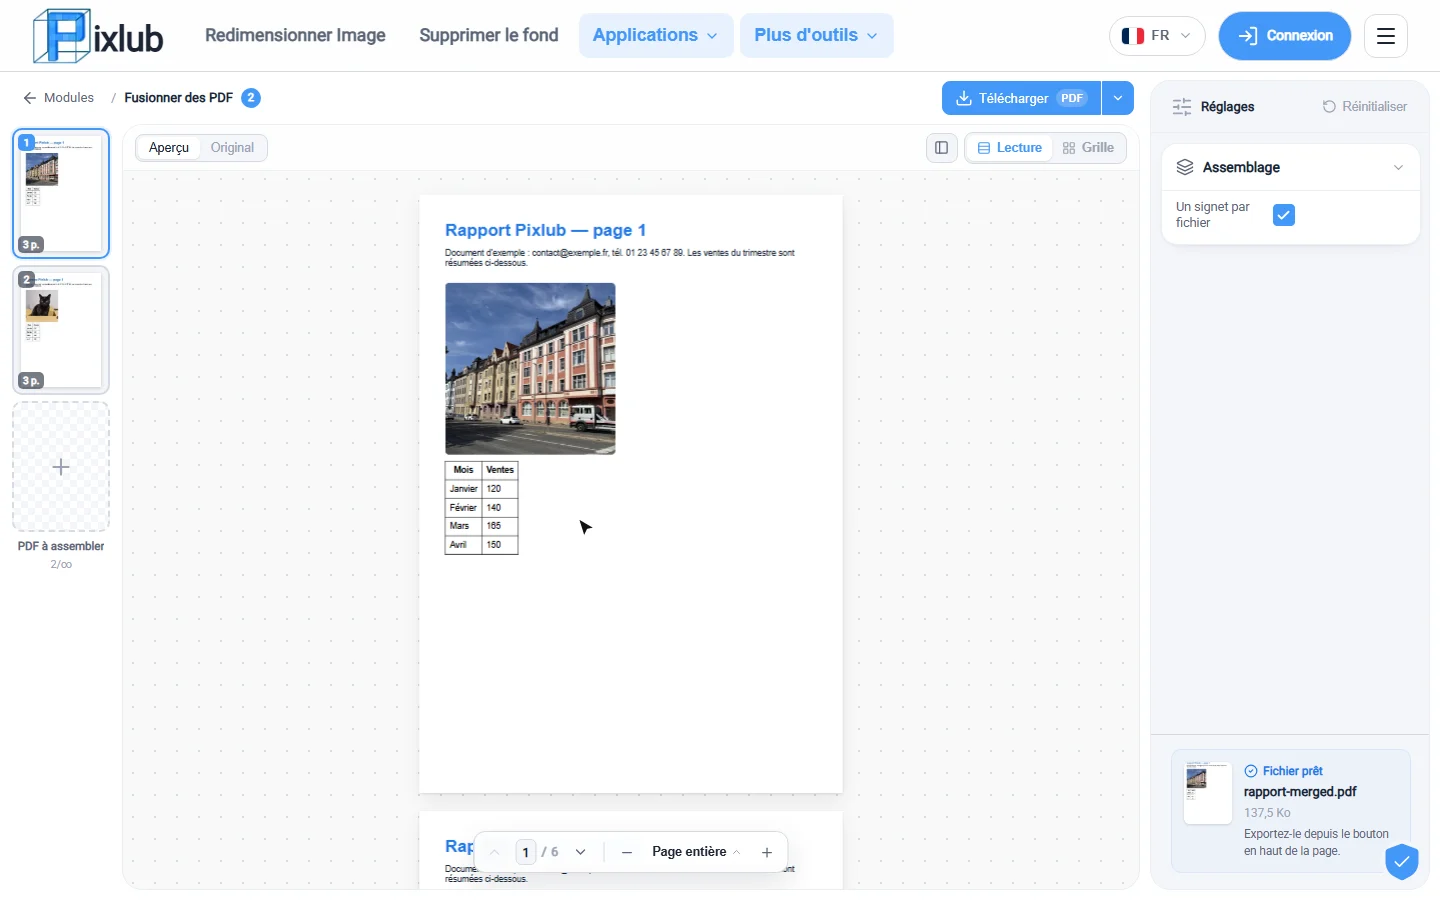 Pixlub
Redimensionner Image
Supprimer le fond
Applications
Plus d'outils
FR
Connexion
Modules / Fusionner des PDF 2
Télécharger PDF
Réglages
Réinitialiser
1
3 p.
2
3 p.
PDF à assembler
2/∞
Aperçu
Original
Lecture
Grille
Rapport Pixlub — page 1
Document d'exemple : contact@exemple.fr, tél. 01 23 45 67 89. Les ventes du trimestre sont
résumées ci-dessous.
Mois Ventes
Janvier 120
Février 140
Mars 165
Avril 150
Rap
Docume
ont
résumées ci-dessous.
1 / 6
Page entière
Assemblage
Un signet par
fichier
Fichier prêt
rapport-merged.pdf
137,5 Ko
Exportez-le depuis le bouton
en haut de la page.